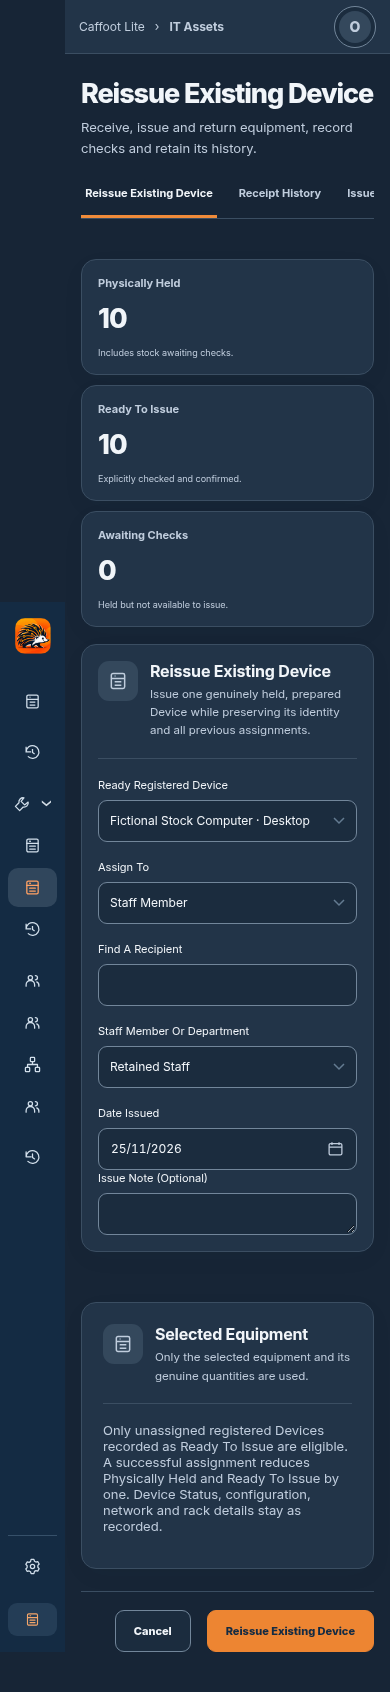 Caffoot Lite › IT Assets
O
Reissue Existing Device
Receive, issue and return equipment, record
checks and retain its history.
Reissue Existing Device Receipt History Issue
Physically Held
10
Includes stock awaiting checks.
Ready To Issue
10
Explicitly checked and confirmed.
Awaiting Checks
0
Held but not available to issue.
Reissue Existing Device
Issue one genuinely held, prepared
Device while preserving its identity
and all previous assignments.
Ready Registered Device
Fictional Stock Computer · Desktop
Assign To
Staff Member
Find A Recipient
Staff Member Or Department
Retained Staff
Date Issued
25/11/2026
Issue Note (Optional)
Selected Equipment
Only the selected equipment and its
genuine quantities are used.
Only unassigned registered Devices
recorded as Ready To Issue are eligible.
A successful assignment reduces
Physically Held and Ready To Issue by
one. Device Status, configuration,
network and rack details stay as
recorded.
Cancel Reissue Existing Device